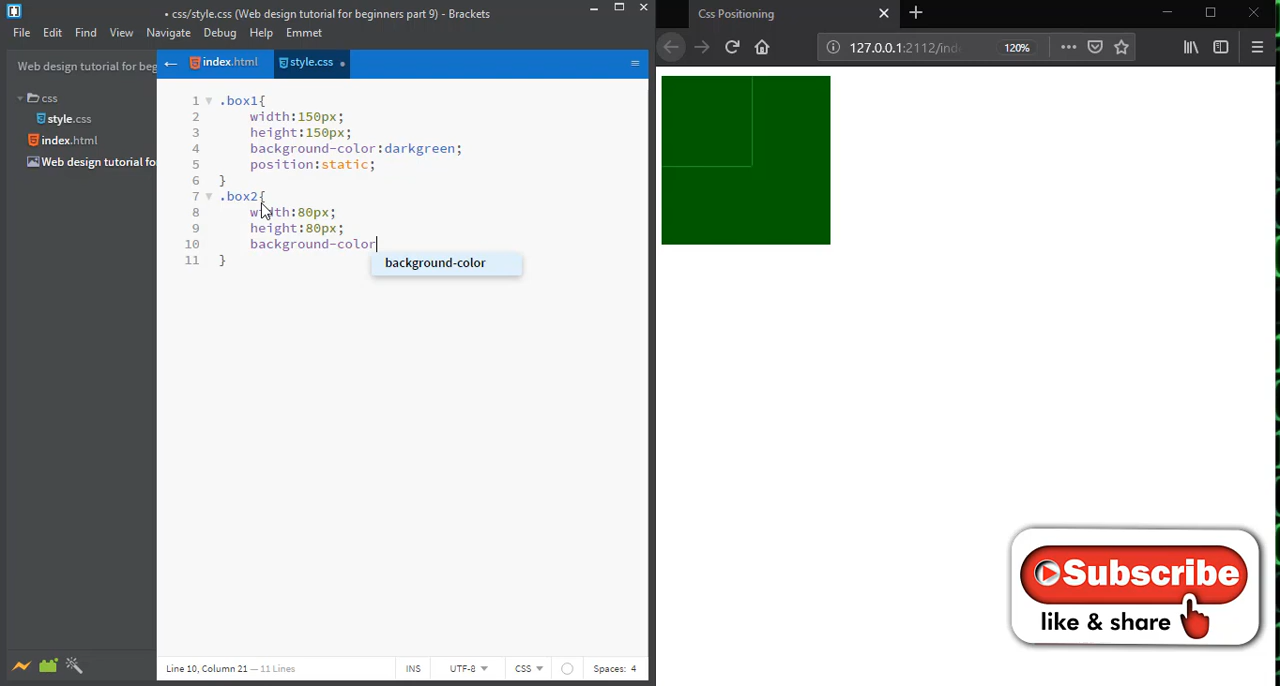 • css/style.css (Web design tutorial for beginners part 9) - Brackets
File Edit Find View Navigate Debug Help Emmet
Web design tutorial for beg
css
style.css
index.html
Web design tutorial fo
index.html
style.css
1 .box1{
2 width:150px;
3 height:150px;
4 background-color:darkgreen;
5 position:static;
6 }
7 .box2{
8 width:80px;
9 height:80px;
10 background-color
11 }
background-color
Line 10, Column 21 — 11 Lines
INS UTF-8 CSS Spaces: 4
Css Positioning
127.0.0.1:2112/ind
120%
Subscribe
like & share